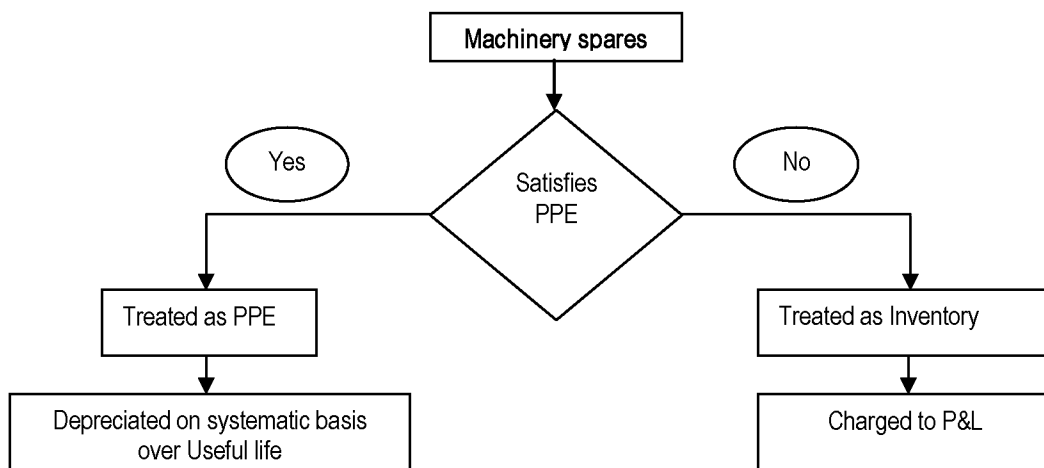 Machinery spares
Yes
No
Satisfies
PPE
Treated as PPE
Treated as Inventory
Depreciated on systematic basis
over Useful life
Charged to P&L